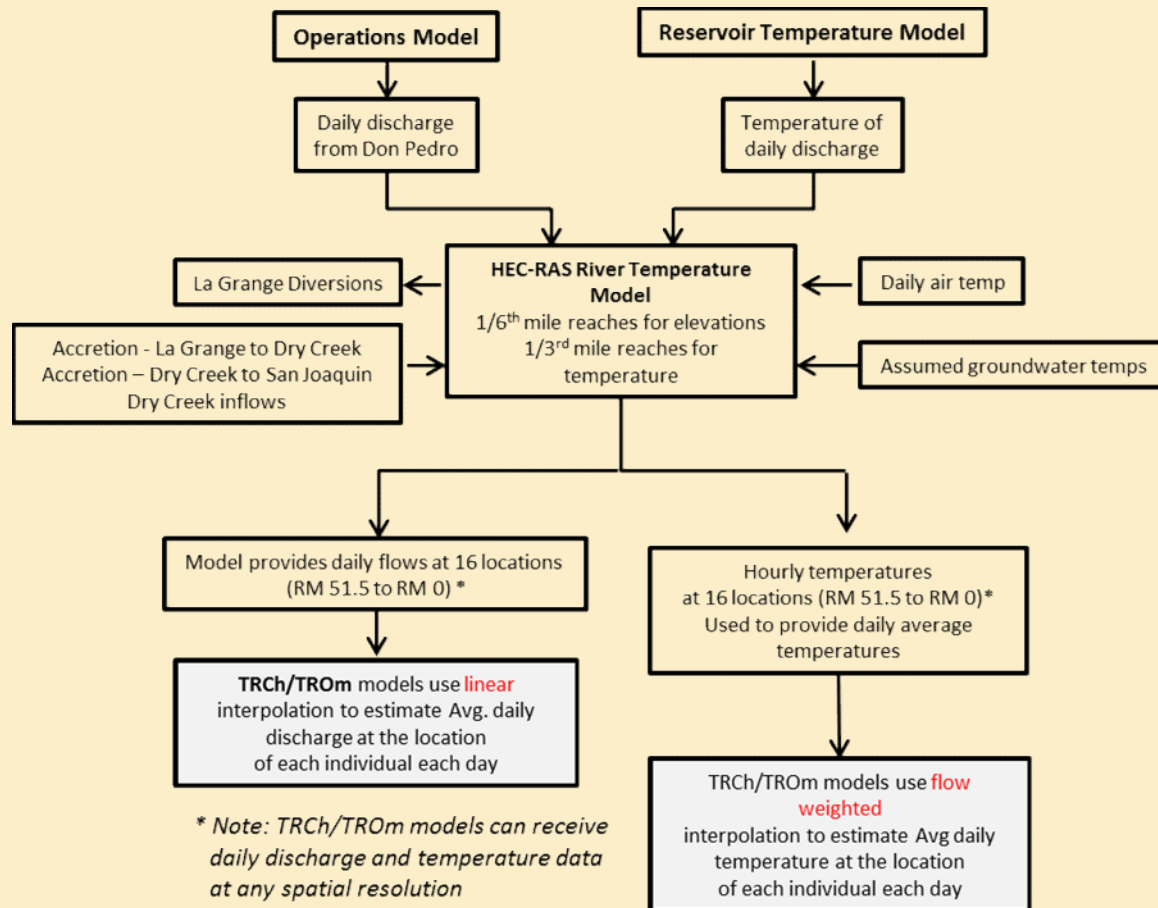 Operations Model
Reservoir Temperature Model
Daily discharge
from Don Pedro
Temperature of
daily discharge
HEC-RAS River Temperature
Model
1/6th mile reaches for elevations
1/3rd mile reaches for
temperature
La Grange Diversions
Daily air temp
Accretion - La Grange to Dry Creek
Accretion – Dry Creek to San Joaquin
Dry Creek inflows
Assumed groundwater temps
Model provides daily flows at 16 locations
(RM 51.5 to RM 0) *
Hourly temperatures
at 16 locations (RM 51.5 to RM 0)*
Used to provide daily average
temperatures
TRCh/TROm models use linear
interpolation to estimate Avg. daily
discharge at the location
of each individual each day
TRCh/TROm models use flow
weighted
interpolation to estimate Avg daily
temperature at the location
of each individual each day
* Note: TRCh/TROm models can receive
daily discharge and temperature data
at any spatial resolution